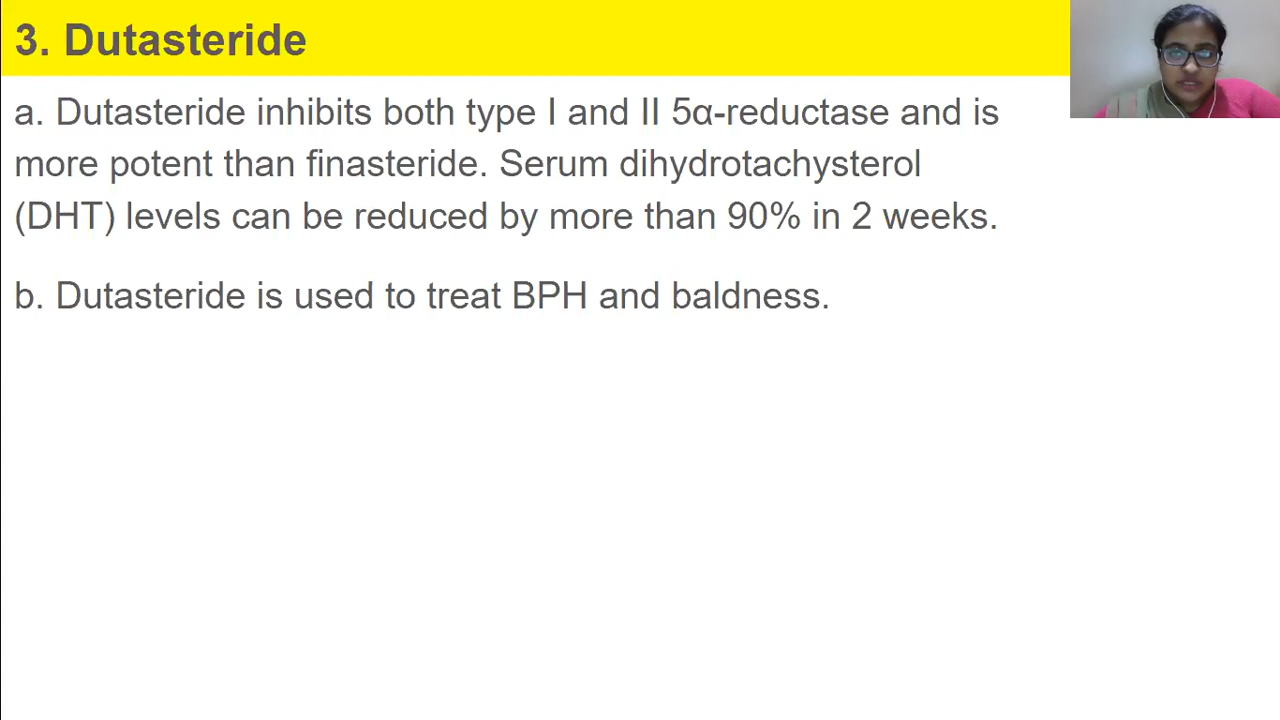 3. Dutasteride
a. Dutasteride inhibits both type I and II 5α-reductase and is
more potent than finasteride. Serum dihydrotachysterol
(DHT) levels can be reduced by more than 90% in 2 weeks.
b. Dutasteride is used to treat BPH and baldness.